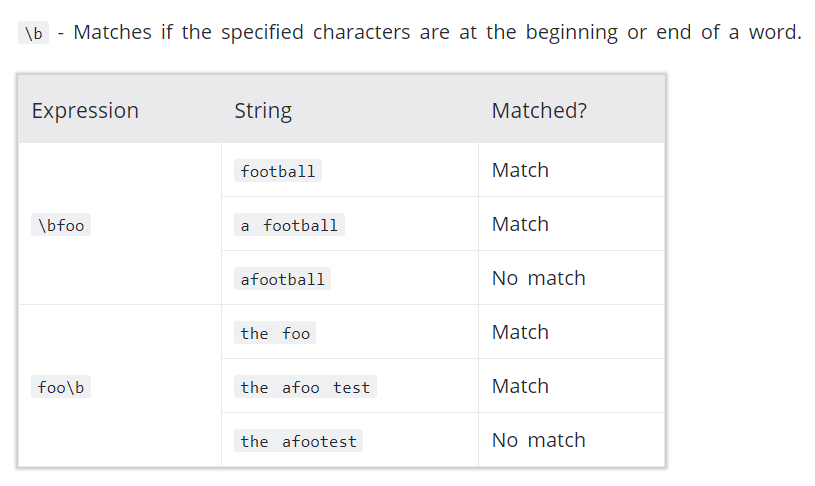 \b - Matches if the specified characters are at the beginning or end of a word.
Expression String Matched?
football Match
\bfoo a football Match
afootball No match
the foo Match
foo\b the afoo test Match
the afootest No match